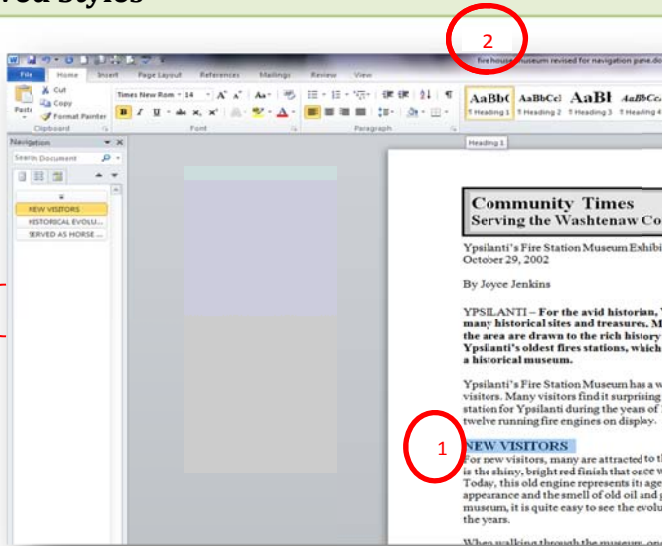 ved styles
2
firehouse museum revised for navigation pane.do
File Home Insert Page Layout References Mailings Review View
Cut
Copy
Format Painter
Paste
Clipboard
Times New Rom 14
Font
Paragraph
AaBb( AaBbCcl AaBl AaBbCc
¶ Heading 1 ¶ Heading 2 ¶ Heading 3 ¶ Heading 4
Heading 1
Navigation
Search Document
NEW VISITORS
HISTORICAL EVOLU...
SERVED AS HORSE ...
Community Times
Serving the Washtenaw Co
Ypsilanti's Fire Station Museum Exhibi
October 29, 2002
By Joyce Jenkins
YPSILANTI – For the avid historian,
many historical sites and treasures. M
the area are drawn to the rich history
Ypsilanti's oldest fires stations, which
a historical museum.
Ypsilanti's Fire Station Museum has a w
visitors. Many visitors find it surprising
station for Ypsilanti during the years of
twelve running fire engines on display.
1
NEW VISITORS
For new visitors, many are attracted to th
is the shiny, bright red finish that once w
Today, this old engine represents its age
appearance and the smell of old oil and g
museum, it is quite easy to see the evolu
the years.
When walking through the museum, one